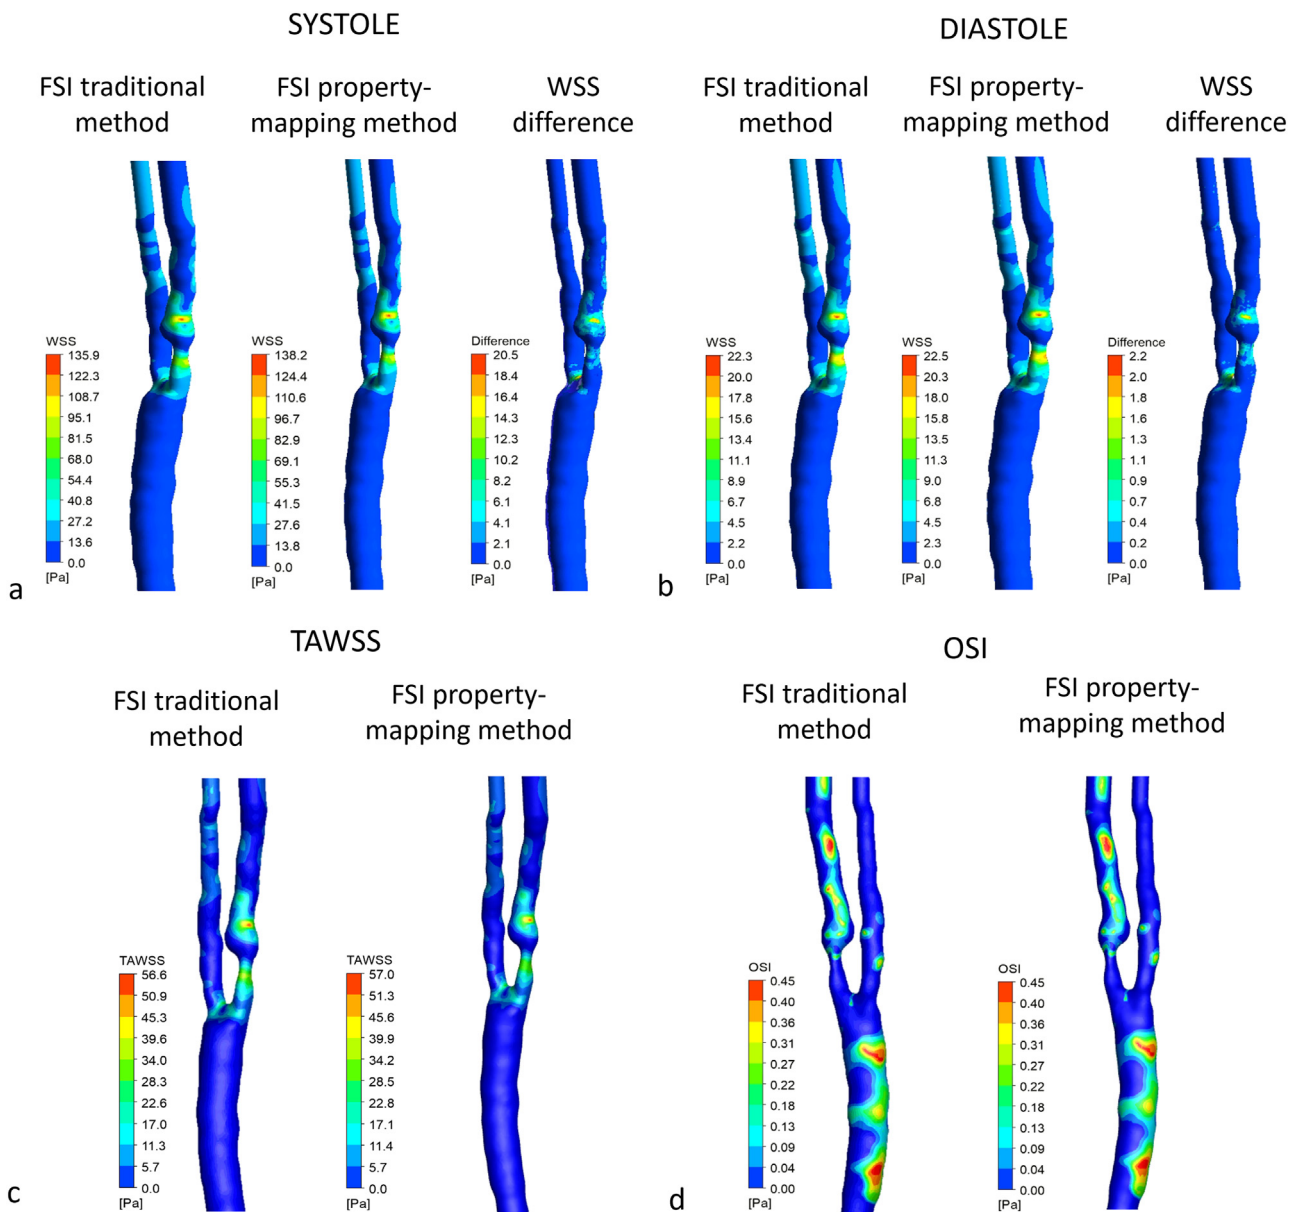 SYSTOLE
DIASTOLE
FSI traditional
method
FSI property-
mapping method
WSS
difference
FSI traditional
method
FSI property-
mapping method
WSS
difference
WSS
135.9
122.3
108.7
95.1
81.5
68.0
54.4
40.8
27.2
13.6
0.0
[Pa]
WSS
138.2
124.4
110.6
96.7
82.9
69.1
55.3
41.5
27.6
13.8
0.0
[Pa]
Difference
20.5
18.4
16.4
14.3
12.3
10.2
8.2
6.1
4.1
2.1
0.0
[Pa]
a
WSS
22.3
20.0
17.8
15.6
13.4
11.1
8.9
6.7
4.5
2.2
0.0
[Pa]
WSS
22.5
20.3
18.0
15.8
13.5
11.3
9.0
6.8
4.5
2.3
0.0
[Pa]
Difference
2.2
2.0
1.8
1.6
1.3
1.1
0.9
0.7
0.4
0.2
0.0
[Pa]
b
TAWSS
OSI
FSI traditional
method
FSI property-
mapping method
FSI traditional
method
FSI property-
mapping method
TAWSS
56.6
50.9
45.3
39.6
34.0
28.3
22.6
17.0
11.3
5.7
0.0
[Pa]
TAWSS
57.0
51.3
45.6
39.9
34.2
28.5
22.8
17.1
11.4
5.7
0.0
[Pa]
c
OSI
0.45
0.40
0.36
0.31
0.27
0.22
0.18
0.13
0.09
0.04
0.00
[Pa]
OSI
0.45
0.40
0.36
0.31
0.27
0.22
0.18
0.13
0.09
0.04
0.00
[Pa]
d